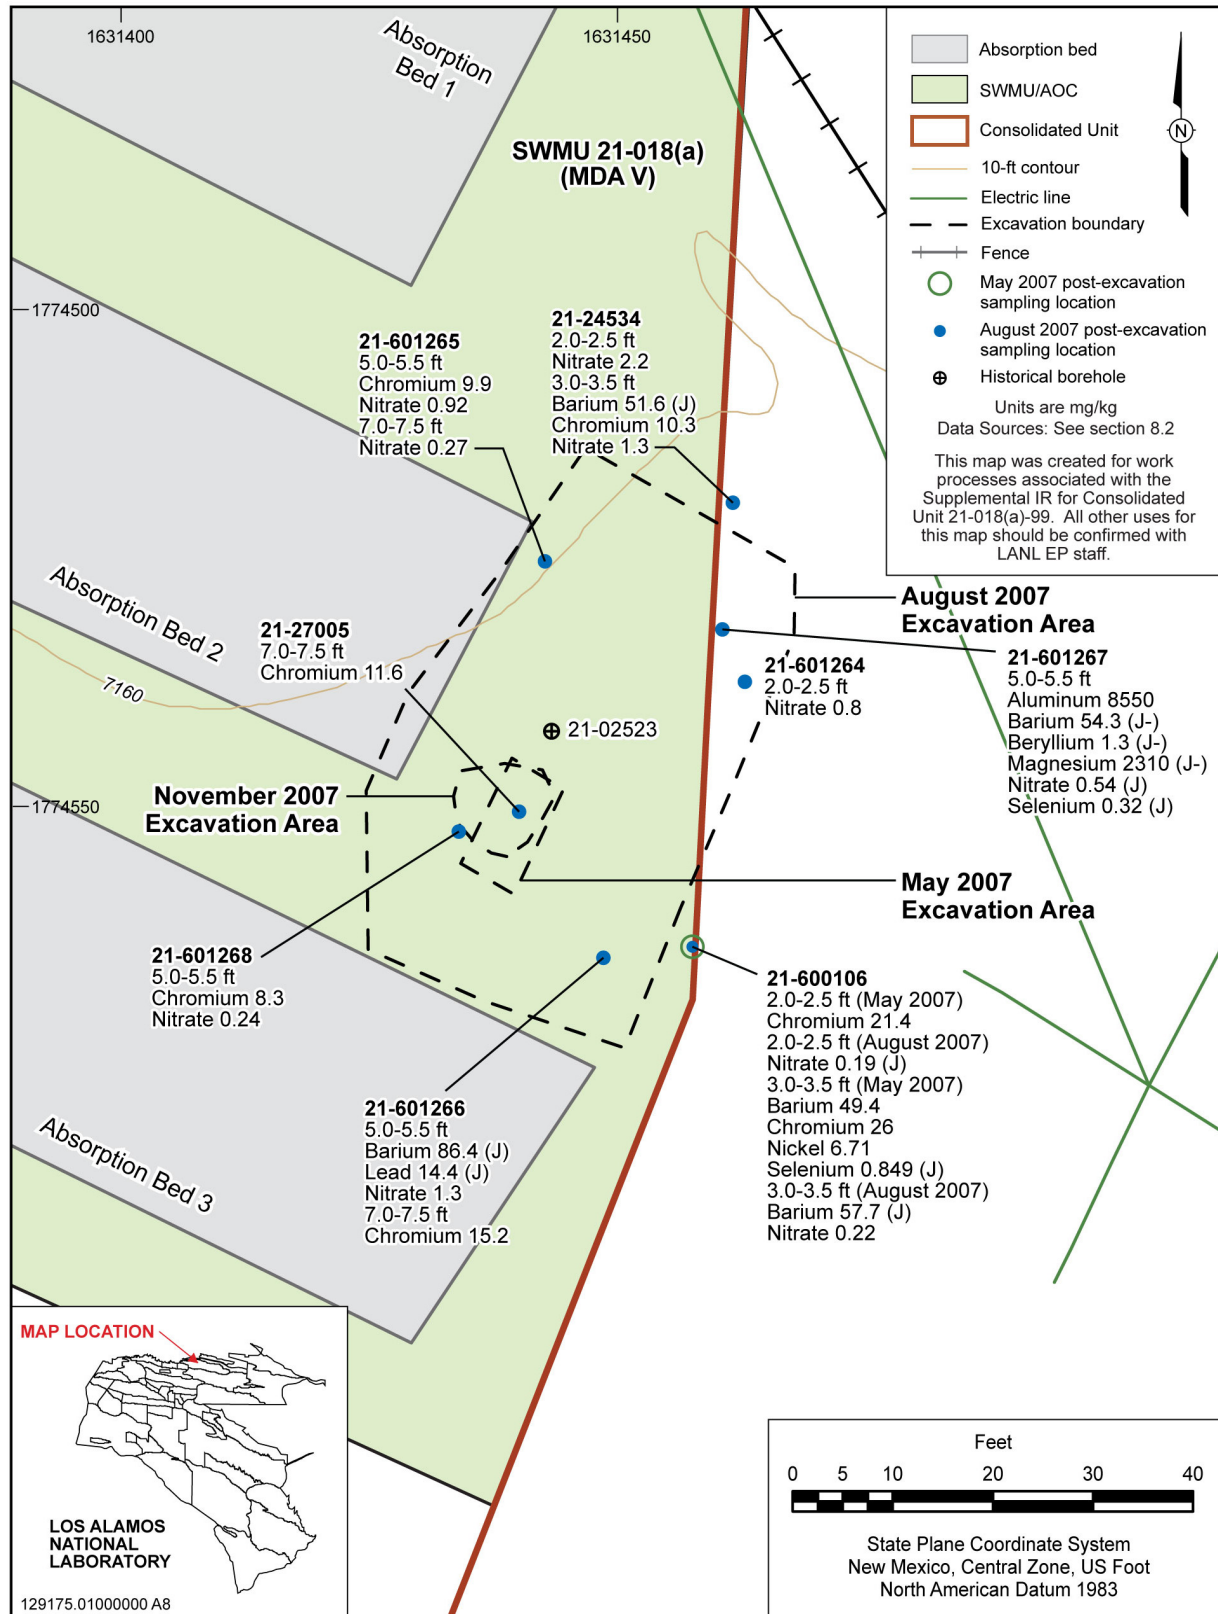 1631400
1631450
Absorption
Bed 1
SWMU 21-018(a)
(MDA V)
Absorption bed
SWMU/AOC
Consolidated Unit
10-ft contour
Electric line
Excavation boundary
Fence
May 2007 post-excavation
sampling location
August 2007 post-excavation
sampling location
Historical borehole
Units are mg/kg
Data Sources: See section 8.2
This map was created for work
processes associated with the
Supplemental IR for Consolidated
Unit 21-018(a)-99. All other uses for
this map should be confirmed with
LANL EP staff.
N
1774500
21-601265
5.0-5.5 ft
Chromium 9.9
Nitrate 0.92
7.0-7.5 ft
Nitrate 0.27
21-24534
2.0-2.5 ft
Nitrate 2.2
3.0-3.5 ft
Barium 51.6 (J)
Chromium 10.3
Nitrate 1.3
Absorption Bed 2
7160
21-27005
7.0-7.5 ft
Chromium 11.6
August 2007
Excavation Area
21-601264
2.0-2.5 ft
Nitrate 0.8
21-601267
5.0-5.5 ft
Aluminum 8550
Barium 54.3 (J-)
Beryllium 1.3 (J-)
Magnesium 2310 (J-)
Nitrate 0.54 (J)
Selenium 0.32 (J)
21-02523
1774550
November 2007
Excavation Area
May 2007
Excavation Area
21-601268
5.0-5.5 ft
Chromium 8.3
Nitrate 0.24
21-600106
2.0-2.5 ft (May 2007)
Chromium 21.4
2.0-2.5 ft (August 2007)
Nitrate 0.19 (J)
3.0-3.5 ft (May 2007)
Barium 49.4
Chromium 26
Nickel 6.71
Selenium 0.849 (J)
3.0-3.5 ft (August 2007)
Barium 57.7 (J)
Nitrate 0.22
21-601266
5.0-5.5 ft
Barium 86.4 (J)
Lead 14.4 (J)
Nitrate 1.3
7.0-7.5 ft
Chromium 15.2
Absorption Bed 3
MAP LOCATION
LOS ALAMOS
NATIONAL
LABORATORY
129175.01000000 A8
Feet
0 5 10 20 30 40
State Plane Coordinate System
New Mexico, Central Zone, US Foot
North American Datum 1983